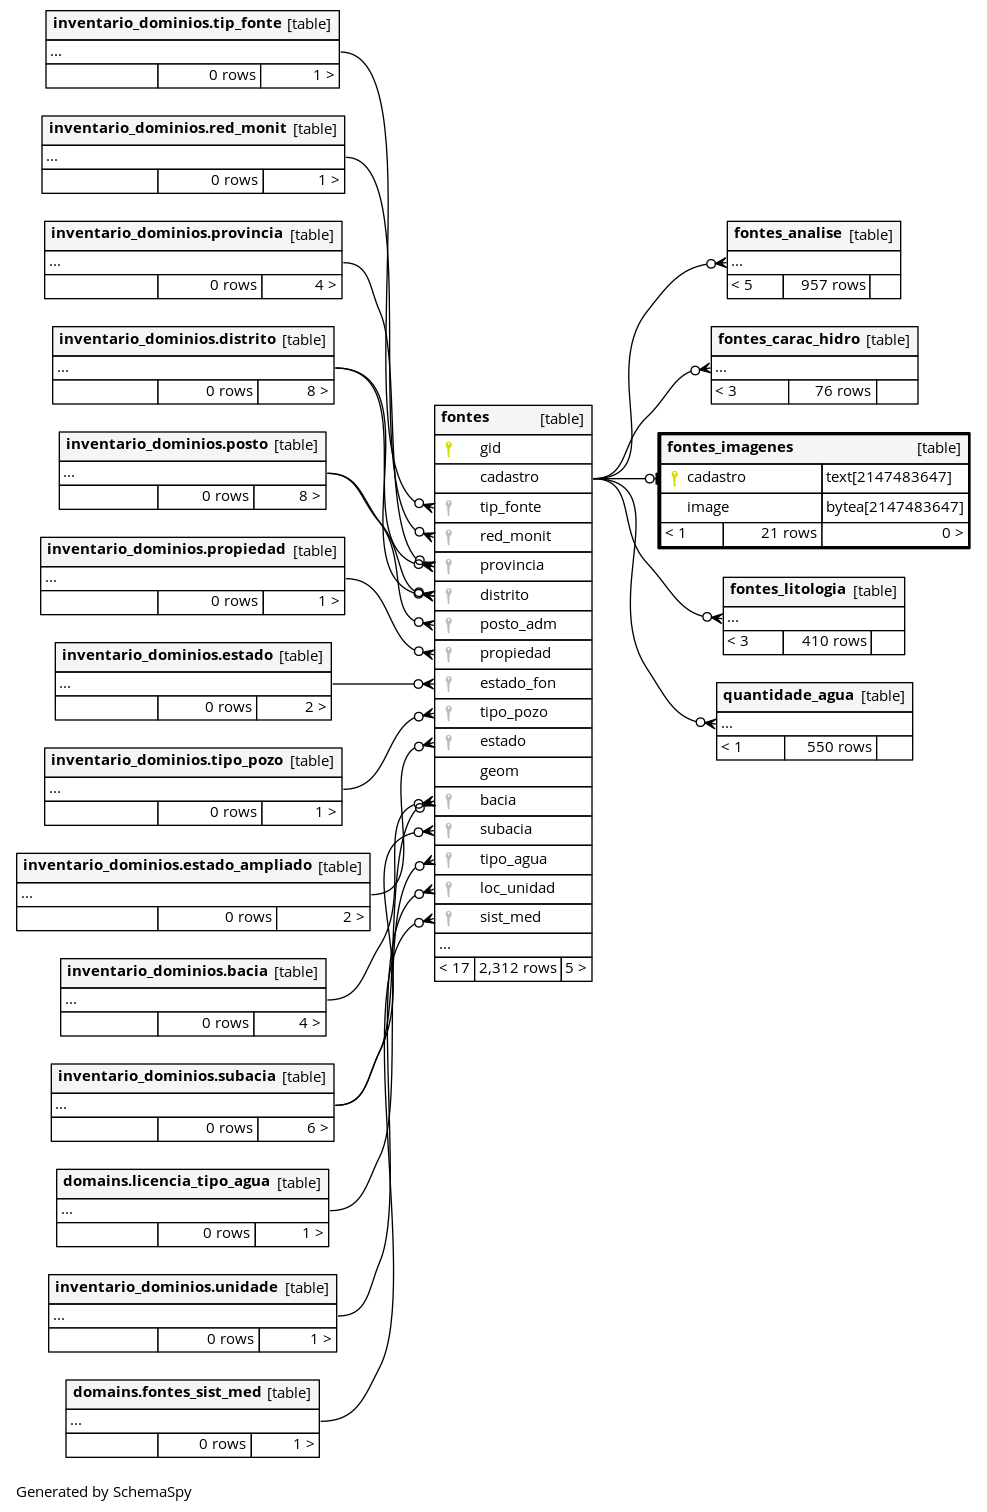 inventario_dominios.tip_fonte [table]
...
0 rows 1 >
inventario_dominios.red_monit [table]
...
0 rows 1 >
inventario_dominios.provincia [table]
...
0 rows 4 >
inventario_dominios.distrito [table]
...
0 rows 8 >
inventario_dominios.posto [table]
...
0 rows 8 >
inventario_dominios.propiedad [table]
...
0 rows 1 >
inventario_dominios.estado [table]
...
0 rows 2 >
inventario_dominios.tipo_pozo [table]
...
0 rows 1 >
inventario_dominios.estado_ampliado [table]
...
0 rows 2 >
inventario_dominios.bacia [table]
...
0 rows 4 >
inventario_dominios.subacia [table]
...
0 rows 6 >
domains.licencia_tipo_agua [table]
...
0 rows 1 >
inventario_dominios.unidade [table]
...
0 rows 1 >
domains.fontes_sist_med [table]
...
0 rows 1 >
fontes [table]
gid
cadastro
tip_fonte
red_monit
provincia
distrito
posto_adm
propiedad
estado_fon
tipo_pozo
estado
geom
bacia
subacia
tipo_agua
loc_unidad
sist_med
...
< 17 2,312 rows 5 >
fontes_analise [table]
...
< 5 957 rows
fontes_carac_hidro [table]
...
< 3 76 rows
fontes_imagenes [table]
cadastro text[2147483647]
image bytea[2147483647]
< 1 21 rows 0 >
fontes_litologia [table]
...
< 3 410 rows
quantidade_agua [table]
...
< 1 550 rows
Generated by SchemaSpy